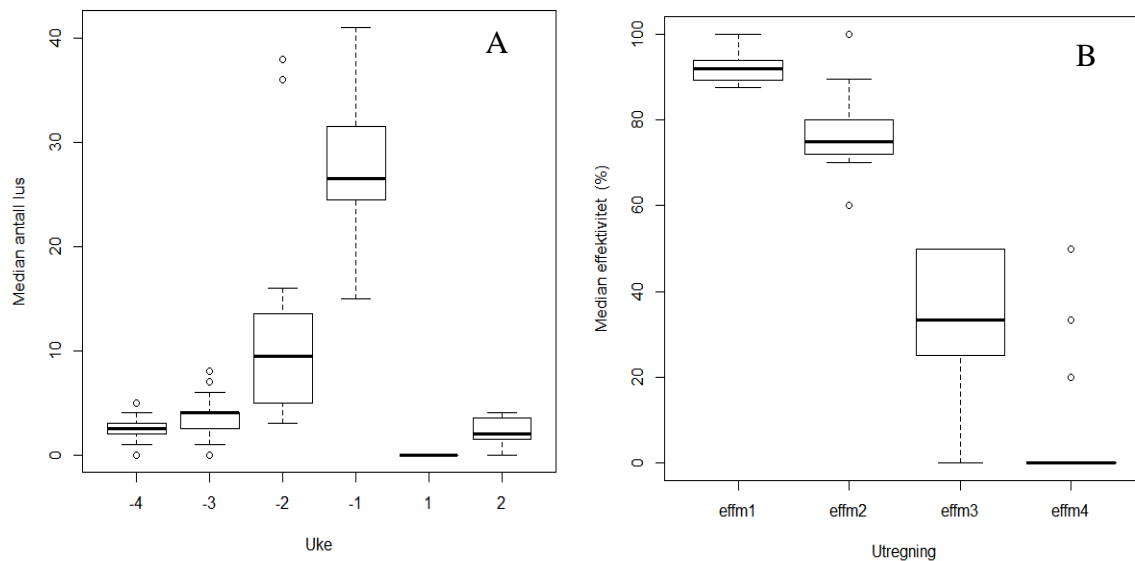 A
Median antall lus
40
30
20
10
0
-4 -3 -2 -1 1 2
Uke
B
Median effektivitet (%)
100
80
60
40
20
0
effm1 effm2 effm3 effm4
Utregning